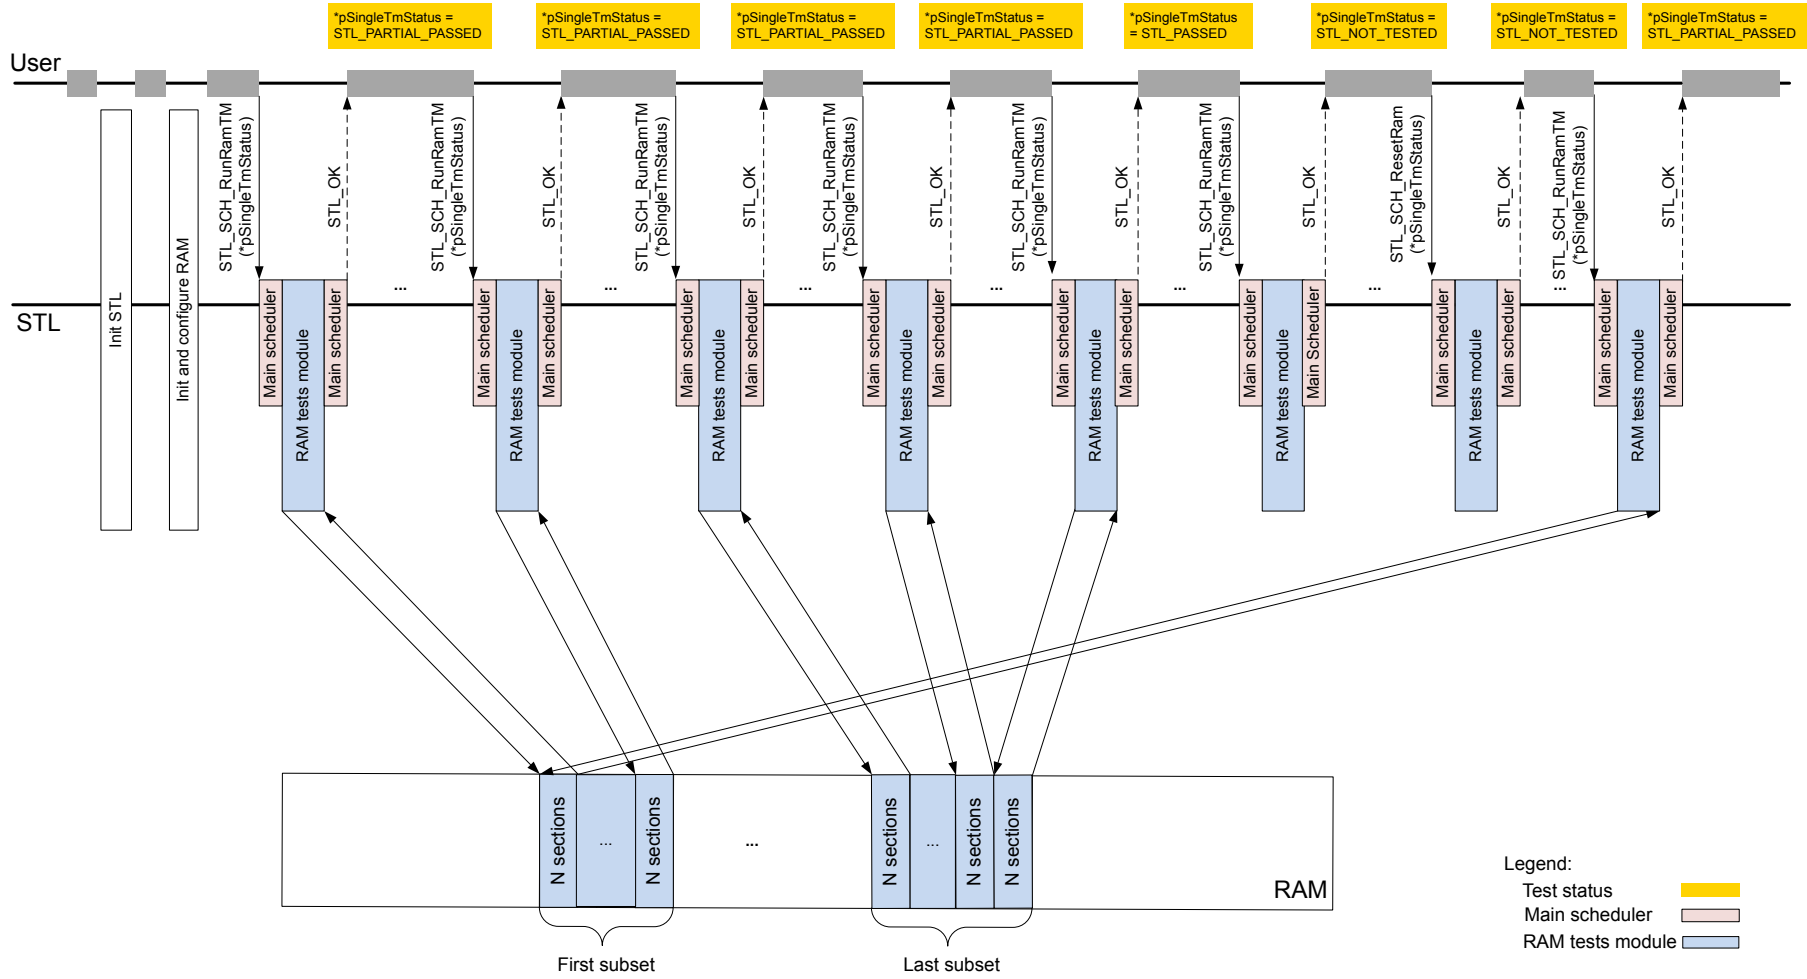 *pSingleTmStatus =
STL_PARTIAL_PASSED
*pSingleTmStatus =
STL_PARTIAL_PASSED
*pSingleTmStatus =
STL_PARTIAL_PASSED
*pSingleTmStatus =
STL_PARTIAL_PASSED
*pSingleTmStatus
= STL_PASSED
*pSingleTmStatus =
STL_NOT_TESTED
*pSingleTmStatus =
STL_NOT_TESTED
*pSingleTmStatus =
STL_PARTIAL_PASSED
User
STL_SCH_RunRamTM
(*pSingleTmStatus)
STL_OK
STL_SCH_RunRamTM
(*pSingleTmStatus)
STL_OK
STL_SCH_RunRamTM
(*pSingleTmStatus)
STL_OK
STL_SCH_RunRamTM
(*pSingleTmStatus)
STL_OK
STL_SCH_RunRamTM
(*pSingleTmStatus)
STL_OK
STL_SCH_RunRamTM
(*pSingleTmStatus)
STL_OK
STL_SCH_ResetRam
(*pSingleTmStatus)
STL_OK
STL_SCH_RunRamTM
(*pSingleTmStatus)
STL_OK
...
...
...
...
...
...
...
STL
Init STL
Init and configure RAM
Main scheduler
RAM tests module
Main scheduler
Main scheduler
RAM tests module
Main scheduler
Main scheduler
RAM tests module
Main scheduler
Main scheduler
RAM tests module
Main scheduler
Main scheduler
RAM tests module
Main scheduler
Main scheduler
RAM tests module
Main Scheduler
Main scheduler
RAM tests module
Main scheduler
Main scheduler
RAM tests module
Main scheduler
N sections
...
N sections
...
N sections
...
N sections
N sections
RAM
First subset
Last subset
Legend:
Test status
Main scheduler
RAM tests module